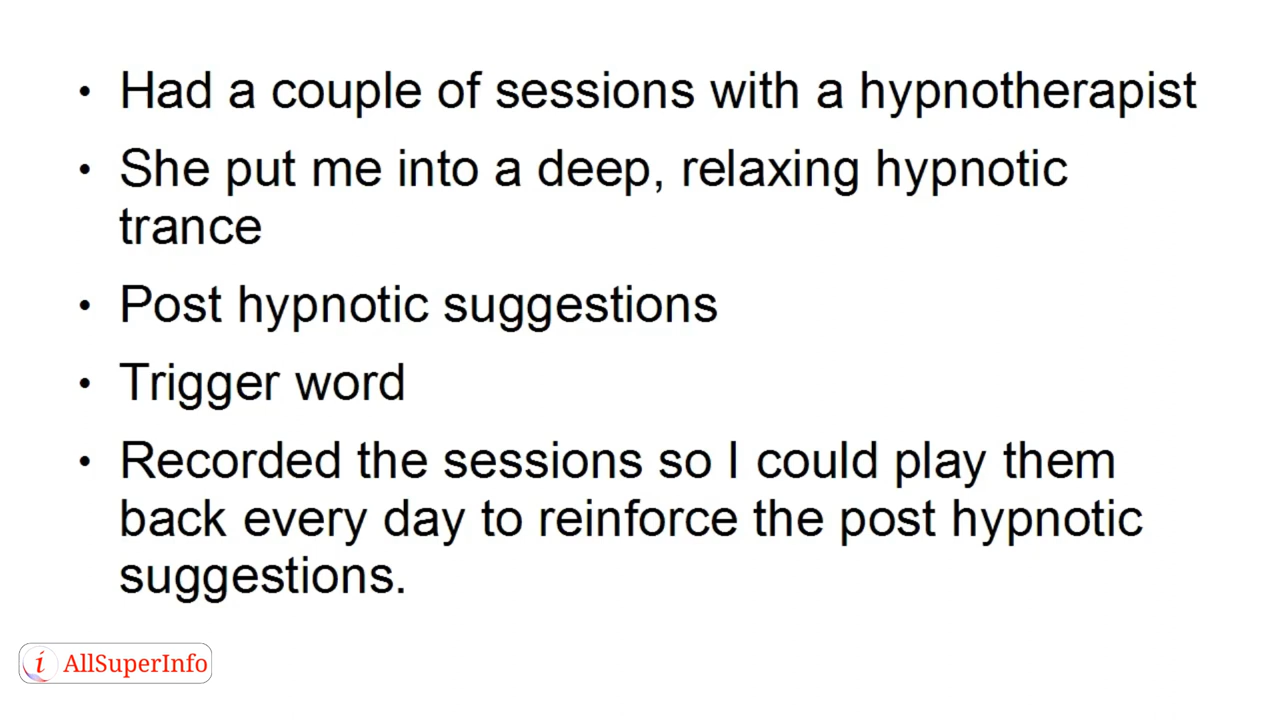 • Had a couple of sessions with a hypnotherapist
• She put me into a deep, relaxing hypnotic
trance
• Post hypnotic suggestions
• Trigger word
• Recorded the sessions so I could play them
back every day to reinforce the post hypnotic
suggestions.
i AllSuperInfo